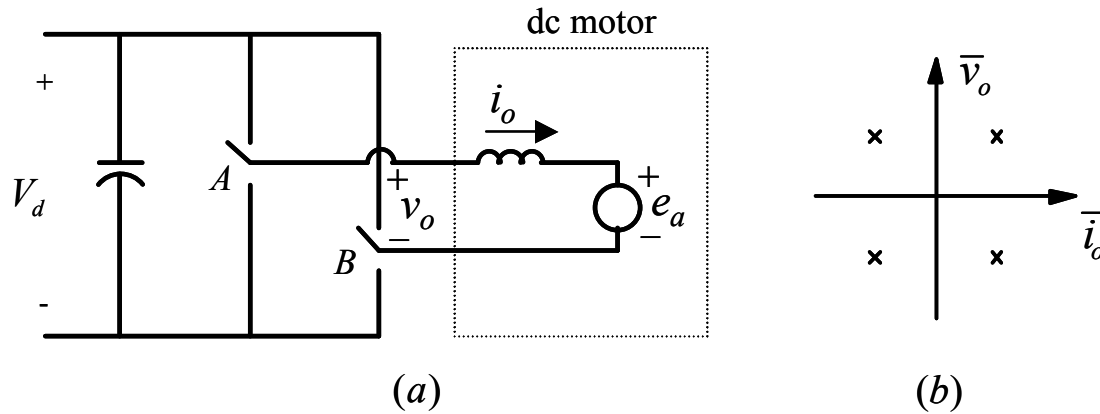 dc motor
+
i_o
v̄_o
A
+
v_o
-
+
e_a
-
V_d
B
ī_o
-
(a)
(b)